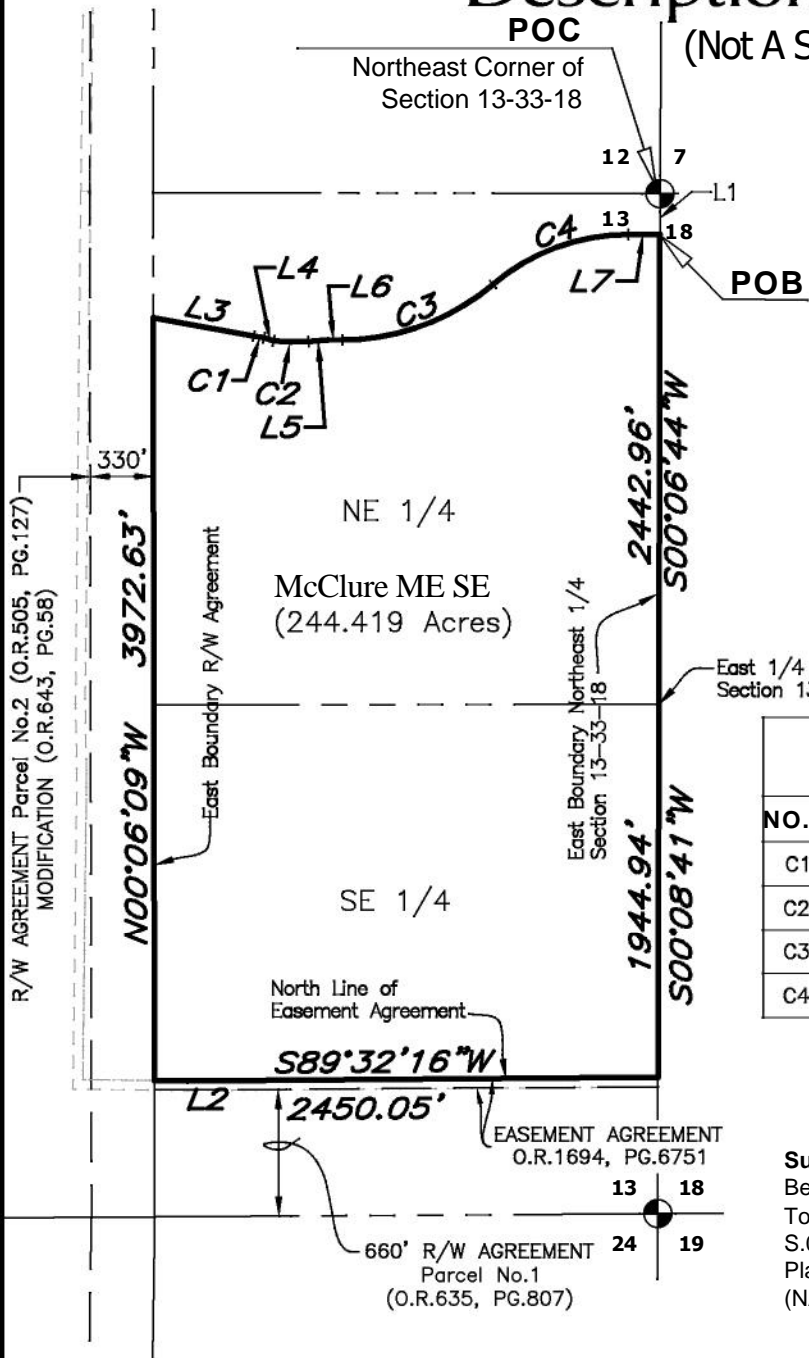 Description
(Not A S
POC
Northeast Corner of
Section 13-33-18
12 7
L1
13
18
C4
L7
POB
L4
L3
L6
C3
C1
C2
L5
330'
NE 1/4
McClure ME SE
(244.419 Acres)
2442.96'
S00°06'44"W
3972.63'
N00°06'09"W
East Boundary R/W Agreement
R/W AGREEMENT Parcel No.2 (O.R.505, PG.127)
MODIFICATION (O.R.643, PG.58)
East Boundary Northeast 1/4
Section 13-33-18
East 1/4
Section 13
NO.
C1
C2
C3
C4
1944.94'
S00°08'41"W
SE 1/4
North Line of
Easement Agreement
S89°32'16"W
L2
2450.05'
EASEMENT AGREEMENT
O.R.1694, PG.6751
13 18
24 19
660' R/W AGREEMENT
Parcel No.1
(O.R.635, PG.807)
Su
Be
To
S.
Pla
(N